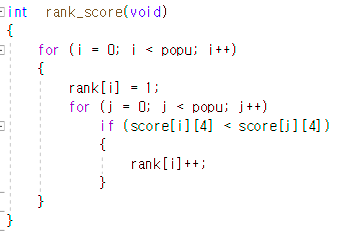 int rank_score(void)
{
for (i = 0; i < popu; i++)
{
rank[i] = 1;
for (j = 0; j < popu; j++)
if (score[i][4] < score[j][4])
{
rank[i]++;
}
}
}